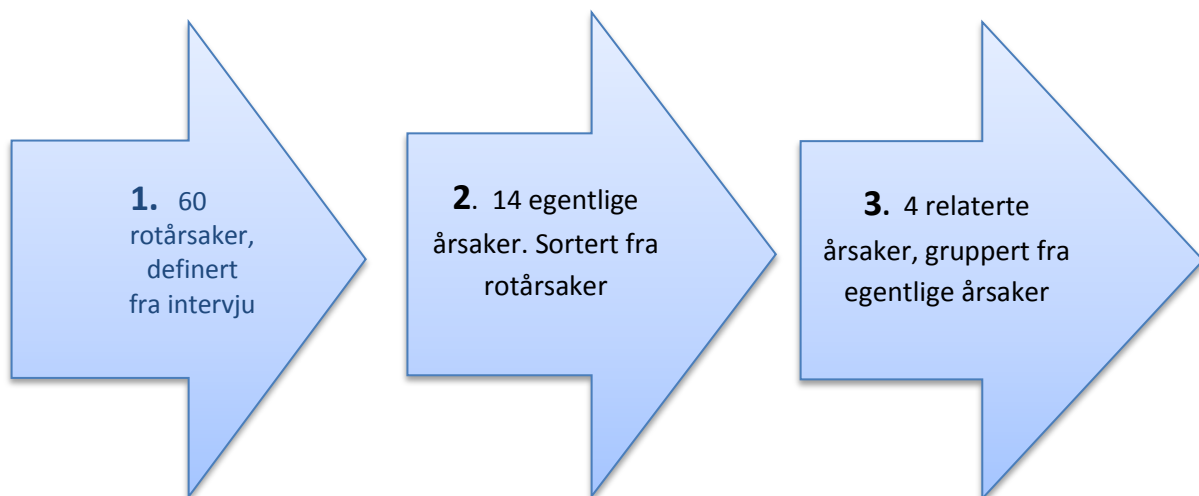 1. 60
rotårsaker,
definert
fra intervju
2. 14 egentlige
årsaker. Sortert fra
rotårsaker
3. 4 relaterte
årsaker, gruppert fra
egentlige årsaker